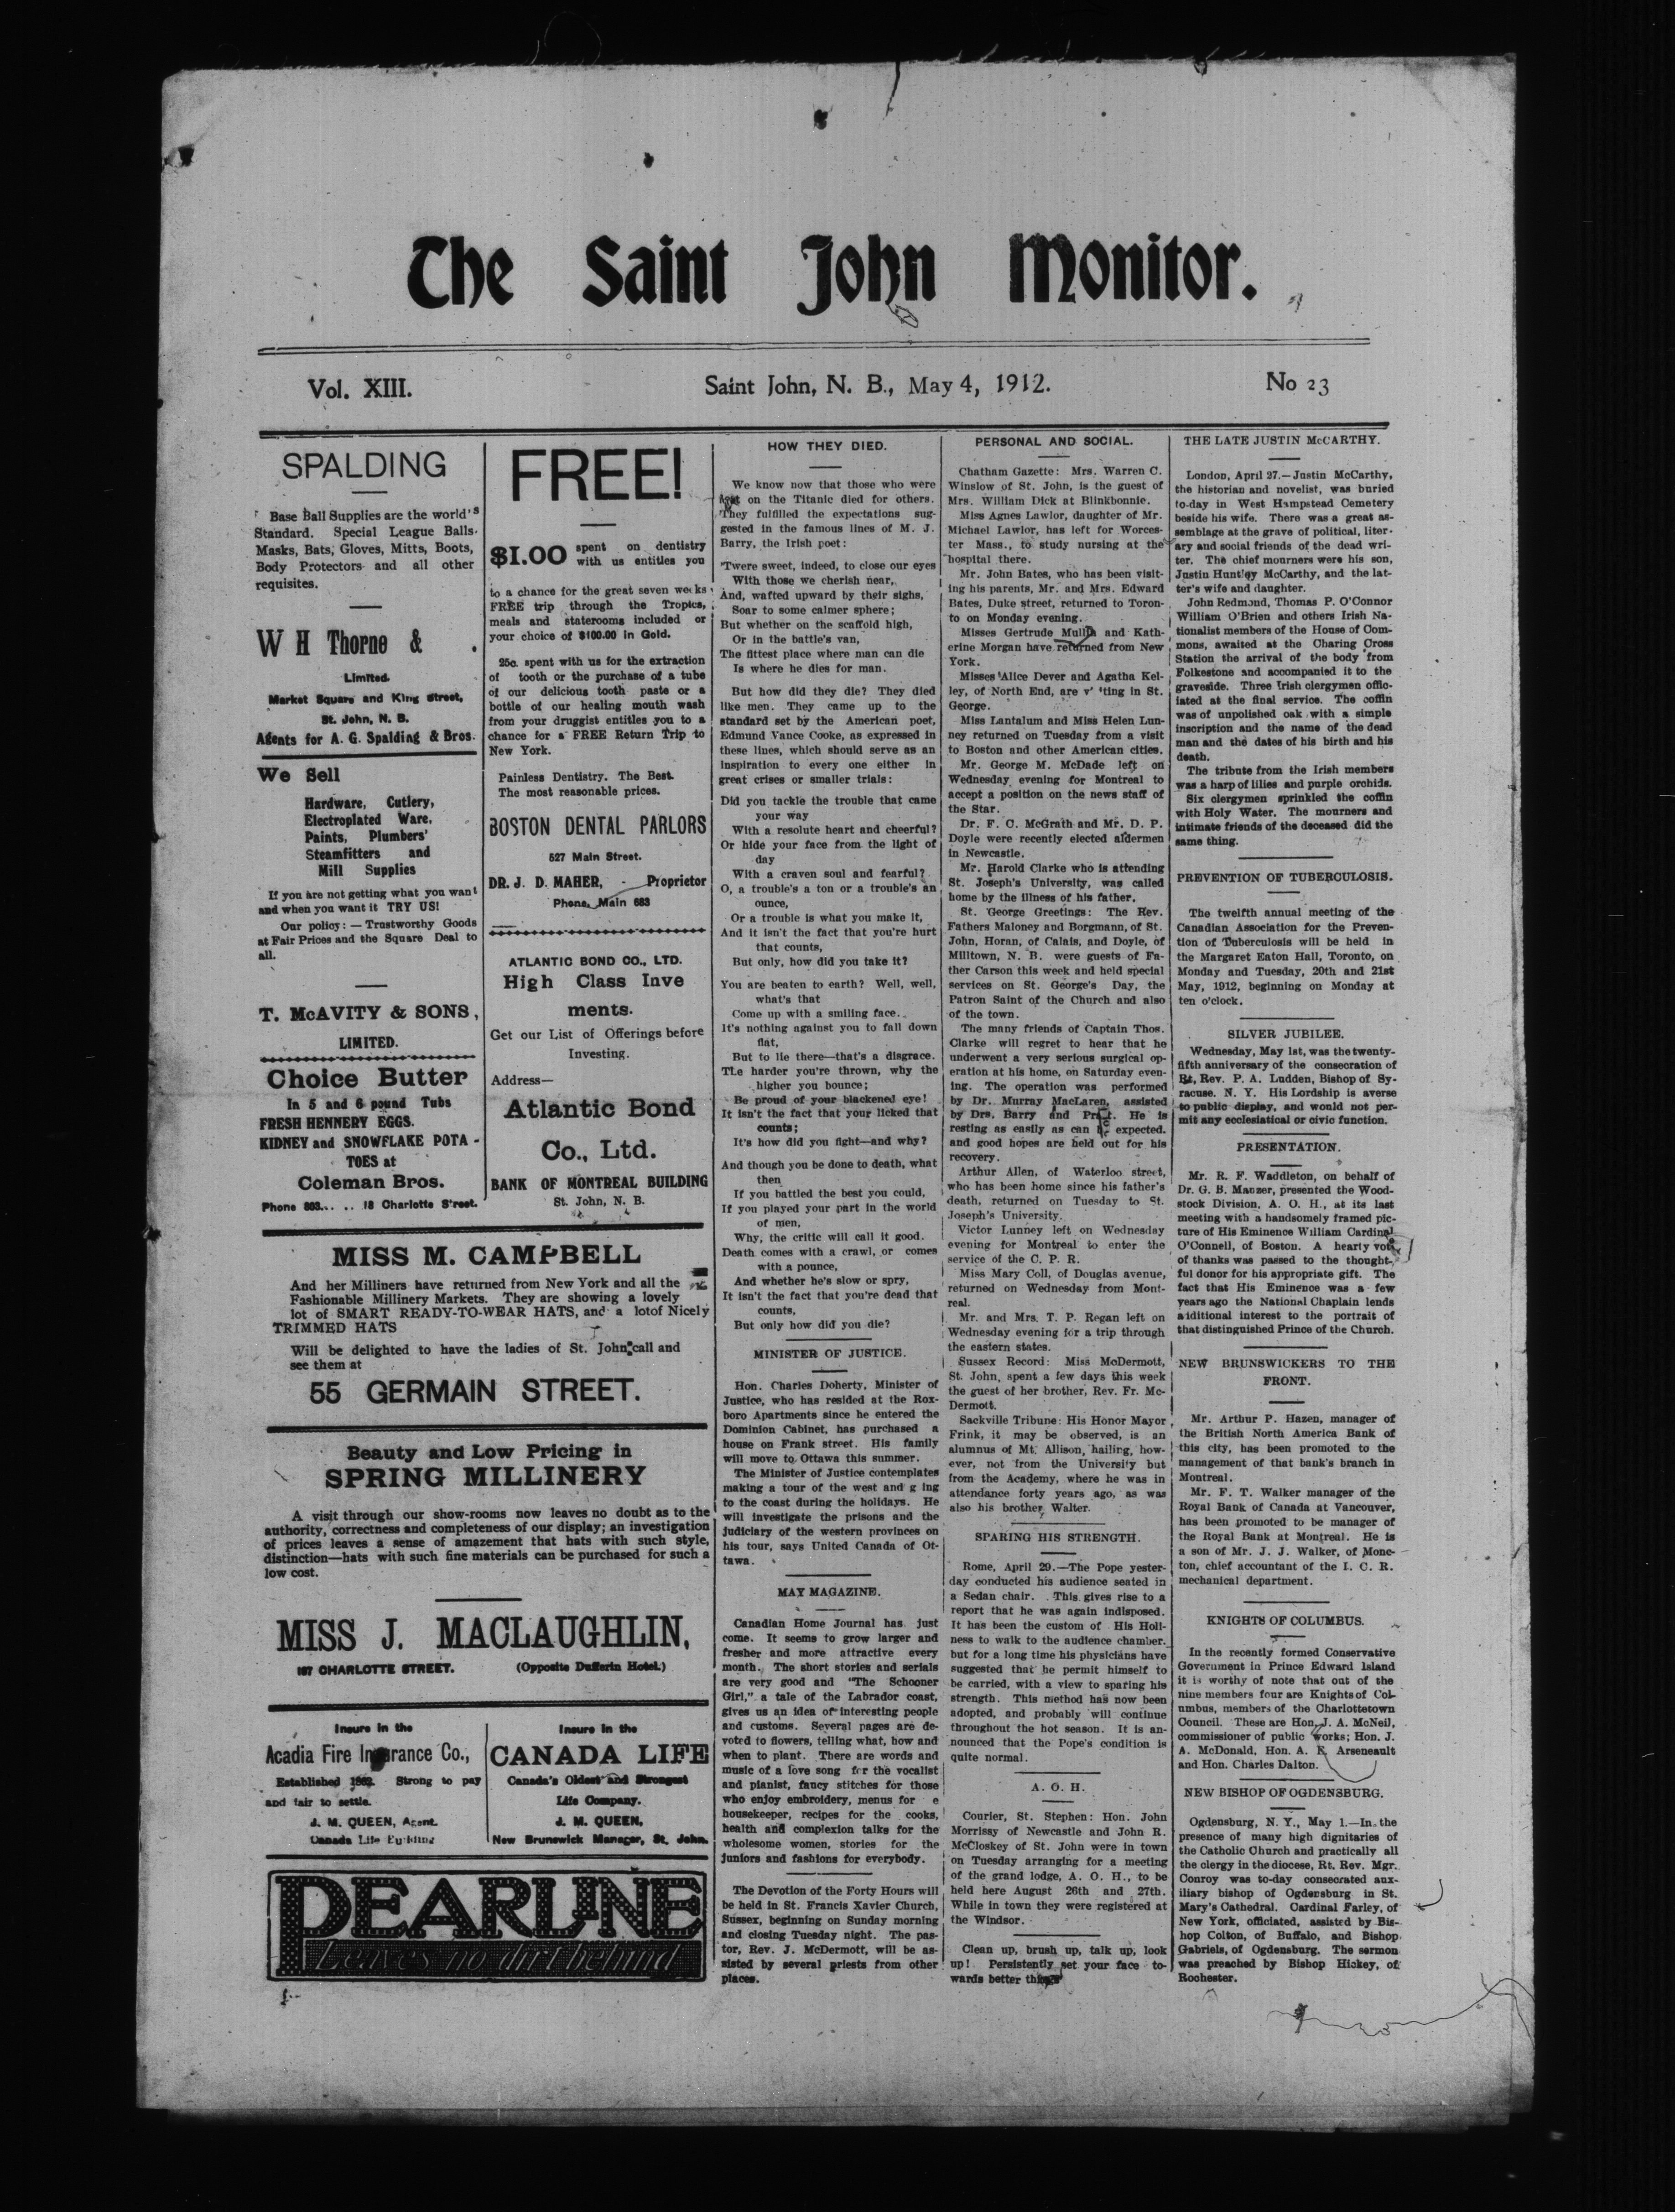 The Saint John Monitor.
Vol. XIII.
Saint John, N. B., May 4, 1912.
No 23
SPALDING
Base Ball Supplies are the world's
Standard. Special League Balls.
Masks, Bats, Gloves, Mitts, Boots,
Body Protectors and all other
requisites.
W H Thorne &
Limited.
Market Square and King Street,
St. John, N. B.
Agents for A. G. Spalding & Bros.
We Sell
Hardware, Cutlery,
Electroplated Ware,
Paints, Plumbers'
Steamfitters and
Mill Supplies
If you are not getting what you want
and when you want it TRY US!
Our policy: — Trustworthy Goods
at Fair Prices and the Square Deal to
all.
T. McAVITY & SONS,
LIMITED.
Choice Butter
In 5 and 6 pound Tubs
FRESH HENNERY EGGS.
KIDNEY and SNOWFLAKE POTA-
TOES at
Coleman Bros.
Phone 803... .. 18 Charlotte S'reet.
FREE!
$1.00 spent on dentistry
with us entitles you
to a chance for the great seven weeks
FREE trip through the Tropics,
meals and staterooms included or
your choice of $100.00 in Gold.
25c. spent with us for the extraction
of tooth or the purchase of a tube
of our delicious tooth paste or a
bottle of our healing mouth wash
from your druggist entitles you to a
chance for a FREE Return Trip to
New York.
Painless Dentistry. The Best.
The most reasonable prices.
BOSTON DENTAL PARLORS
527 Main Street.
DR. J. D. MAHER, - Proprietor
Phone, Main 683
ATLANTIC BOND CO., LTD.
High Class Inve
ments.
Get our List of Offerings before
Investing.
Address—
Atlantic Bond
Co., Ltd.
BANK OF MONTREAL BUILDING
St. John, N. B.
MISS M. CAMPBELL
And her Milliners have returned from New York and all the
Fashionable Millinery Markets. They are showing a lovely
lot of SMART READY-TO-WEAR HATS, and a lotof Nicely
TRIMMED HATS
Will be delighted to have the ladies of St. John call and
see them at
55 GERMAIN STREET.
Beauty and Low Pricing in
SPRING MILLINERY
A visit through our show-rooms now leaves no doubt as to the
authority, correctness and completeness of our display; an investigation
of prices leaves a sense of amazement that hats with such style,
distinction—hats with such fine materials can be purchased for such a
low cost.
MISS J. MACLAUGHLIN,
107 CHARLOTTE STREET. (Opposite Dufferin Hotel.)
Insure in the
Acadia Fire Insurance Co.,
Established 1862. Strong to pay
and fair to settle.
J. M. QUEEN, Agent.
Canada Life Building
Insure in the
CANADA LIFE
Canada's Oldest and Strongest
Life Company.
J. M. QUEEN,
New Brunswick Manager, St. John.
PEARLINE
Leaves no dirt behind
HOW THEY DIED.
We know now that those who were
lost on the Titanic died for others.
They fulfilled the expectations sug-
gested in the famous lines of M. J.
Barry, the Irish poet:
'Twere sweet, indeed, to close our eyes
With those we cherish near,
And, wafted upward by their sighs,
Soar to some calmer sphere;
But whether on the scaffold high,
Or in the battle's van,
The fittest place where man can die
Is where he dies for man.
But how did they die? They died
like men. They came up to the
standard set by the American poet,
Edmund Vance Cooke, as expressed in
these lines, which should serve as an
inspiration to every one either in
great crises or smaller trials:
Did you tackle the trouble that came
your way
With a resolute heart and cheerful?
Or hide your face from the light of
day
With a craven soul and fearful?
O, a trouble's a ton or a trouble's an
ounce,
Or a trouble is what you make it,
And it isn't the fact that you're hurt
that counts,
But only, how did you take it?
You are beaten to earth? Well, well,
what's that
Come up with a smiling face.
It's nothing against you to fall down
flat,
But to lie there—that's a disgrace.
The harder you're thrown, why the
higher you bounce;
Be proud of your blackened eye!
It isn't the fact that your licked that
counts;
It's how did you fight—and why?
And though you be done to death, what
then
If you battled the best you could,
If you played your part in the world
of men,
Why, the critic will call it good.
Death comes with a crawl, or comes
with a pounce,
And whether he's slow or spry,
It isn't the fact that you're dead that
counts,
But only how did you die?
MINISTER OF JUSTICE.
Hon. Charles Doherty, Minister of
Justice, who has resided at the Rox-
boro Apartments since he entered the
Dominion Cabinet, has purchased a
house on Frank street. His family
will move to Ottawa this summer.
The Minister of Justice contemplates
making a tour of the west and g ing
to the coast during the holidays. He
will investigate the prisons and the
judiciary of the western provinces on
his tour, says United Canada of Ot-
tawa.
MAY MAGAZINE.
Canadian Home Journal has just
come. It seems to grow larger and
fresher and more attractive every
month. The short stories and serials
are very good and "The Schooner
Girl," a tale of the Labrador coast,
gives us an idea of interesting people
and customs. Several pages are de-
voted to flowers, telling what, how and
when to plant. There are words and
music of a love song for the vocalist
and pianist, fancy stitches for those
who enjoy embroidery, menus for e
housekeeper, recipes for the cooks,
health and complexion talks for the
wholesome women, stories for the
juniors and fashions for everybody.
The Devotion of the Forty Hours will
be held in St. Francis Xavier Church,
Sussex, beginning on Sunday morning
and closing Tuesday night. The pas-
tor, Rev. J. McDermott, will be as-
sisted by several priests from other
places.
PERSONAL AND SOCIAL.
Chatham Gazette: Mrs. Warren C.
Winslow of St. John, is the guest of
Mrs. William Dick at Blinkbonnie.
Miss Agnes Lawlor, daughter of Mr.
Michael Lawlor, has left for Worces-
ter Mass., to study nursing at the
hospital there.
Mr. John Bates, who has been visit-
ing his parents, Mr. and Mrs. Edward
Bates, Duke street, returned to Toron-
to on Monday evening.
Misses Gertrude Mullin and Kath-
erine Morgan have returned from New
York.
Misses Alice Dever and Agatha Kel-
ley, of North End, are v' 'ting in St.
George.
Miss Lantalum and Miss Helen Lun-
ney returned on Tuesday from a visit
to Boston and other American cities.
Mr. George M. McDade left on
Wednesday evening for Montreal to
accept a position on the news staff of
the Star.
Dr. F. C. McGrath and Mr. D. P.
Doyle were recently elected aldermen
in Newcastle.
Mr. Harold Clarke who is attending
St. Joseph's University, was called
home by the illness of his father.
St. George Greetings: The Rev.
Fathers Maloney and Borgmann, of St.
John, Horan, of Calais, and Doyle, of
Milltown, N. B. were guests of Fa-
ther Carson this week and held special
services on St. George's Day, the
Patron Saint of the Church and also
of the town.
The many friends of Captain Thos.
Clarke will regret to hear that he
underwent a very serious surgical op-
eration at his home, on Saturday even-
ing. The operation was performed
by Dr. Murray MacLaren, assisted
by Drs. Barry and Pratt. He is
resting as easily as can be expected.
and good hopes are held out for his
recovery.
Arthur Allen, of Waterloo street,
who has been home since his father's
death, returned on Tuesday to St.
Joseph's University.
Victor Lunney left on Wednesday
evening for Montreal to enter the
service of the C. P. R.
Miss Mary Coll, of Douglas avenue,
returned on Wednesday from Mont-
real.
Mr. and Mrs. T. P. Regan left on
Wednesday evening for a trip through
the eastern states.
Sussex Record: Miss McDermott,
St. John, spent a few days this week
the guest of her brother, Rev. Fr. Mc-
Dermott.
Sackville Tribune: His Honor Mayor
Frink, it may be observed, is an
alumnus of Mt. Allison, hailing, how-
ever, not from the University but
from the Academy, where he was in
attendance forty years ago, as was
also his brother Walter.
SPARING HIS STRENGTH.
Rome, April 29.—The Pope yester-
day conducted his audience seated in
a Sedan chair. This gives rise to a
report that he was again indisposed.
It has been the custom of His Holi-
ness to walk to the audience chamber.
but for a long time his physicians have
suggested that he permit himself to
be carried, with a view to sparing his
strength. This method has now been
adopted, and probably will continue
throughout the hot season. It is an-
nounced that the Pope's condition is
quite normal.
A. O. H.
Courier, St. Stephen: Hon. John
Morrissy of Newcastle and John R.
McCloskey of St. John were in town
on Tuesday arranging for a meeting
of the grand lodge, A. O. H., to be
held here August 26th and 27th.
While in town they were registered at
the Windsor.
Clean up, brush up, talk up, look
up! Persistently set your face to-
wards better things
THE LATE JUSTIN McCARTHY.
London, April 27.—Justin McCarthy,
the historian and novelist, was buried
to-day in West Hampstead Cemetery
beside his wife. There was a great as-
semblage at the grave of political, liter-
ary and social friends of the dead wri-
ter. The chief mourners were his son,
Justin Huntley McCarthy, and the lat-
ter's wife and daughter.
John Redmond, Thomas P. O'Connor
William O'Brien and others Irish Na-
tionalist members of the House of Com-
mons, awaited at the Charing Cross
Station the arrival of the body from
Folkestone and accompanied it to the
graveside. Three Irish clergymen offic-
iated at the final service. The coffin
was of unpolished oak with a simple
inscription and the name of the dead
man and the dates of his birth and his
death.
The tribute from the Irish members
was a harp of lilies and purple orchids.
Six clergymen sprinkled the coffin
with Holy Water. The mourners and
intimate friends of the deceased did the
same thing.
PREVENTION OF TUBERCULOSIS.
The twelfth annual meeting of the
Canadian Association for the Preven-
tion of Tuberculosis will be held in
the Margaret Eaton Hall, Toronto, on
Monday and Tuesday, 20th and 21st
May, 1912, beginning on Monday at
ten o'clock.
SILVER JUBILEE.
Wednesday, May 1st, was the twenty-
fifth anniversary of the consecration of
Rt. Rev. P. A. Ludden, Bishop of Sy-
racuse. N. Y. His Lordship is averse
to public display, and would not per-
mit any ecclesiatical or civic function.
PRESENTATION.
Mr. R. F. Waddleton, on behalf of
Dr. G. B. Manzer, presented the Wood-
stock Division, A. O. H., at its last
meeting with a handsomely framed pic-
ture of His Eminence William Cardinal
O'Connell, of Boston. A hearty vote
of thanks was passed to the thought-
ful donor for his appropriate gift. The
fact that His Eminence was a few
years ago the National Chaplain lends
additional interest to the portrait of
that distinguished Prince of the Church.
NEW BRUNSWICKERS TO THE
FRONT.
Mr. Arthur P. Hazen, manager of
the British North America Bank of
this city, has been promoted to the
management of that bank's branch in
Montreal.
Mr. F. T. Walker manager of the
Royal Bank of Canada at Vancouver,
has been promoted to be manager of
the Royal Bank at Montreal. He is
a son of Mr. J. J. Walker, of Monc-
ton, chief accountant of the I. C. R.
mechanical department.
KNIGHTS OF COLUMBUS.
In the recently formed Conservative
Government in Prince Edward Island
it is worthy of note that out of the
nine members four are Knights of Col-
umbus, members of the Charlottetown
Council. These are Hon. J. A. McNeil,
commissioner of public works; Hon. J.
A. McDonald, Hon. A. E. Arseneault
and Hon. Charles Dalton.
NEW BISHOP OF OGDENSBURG.
Ogdensburg, N. Y., May 1.—In the
presence of many high dignitaries of
the Catholic Church and practically all
the clergy in the diocese, Rt. Rev. Mgr.
Conroy was to-day consecrated aux-
iliary bishop of Ogdensburg in St.
Mary's Cathedral. Cardinal Farley, of
New York, officiated, assisted by Bis-
hop Colton, of Buffalo, and Bishop
Gabriels, of Ogdensburg. The sermon
was preached by Bishop Hickey, of
Rochester.